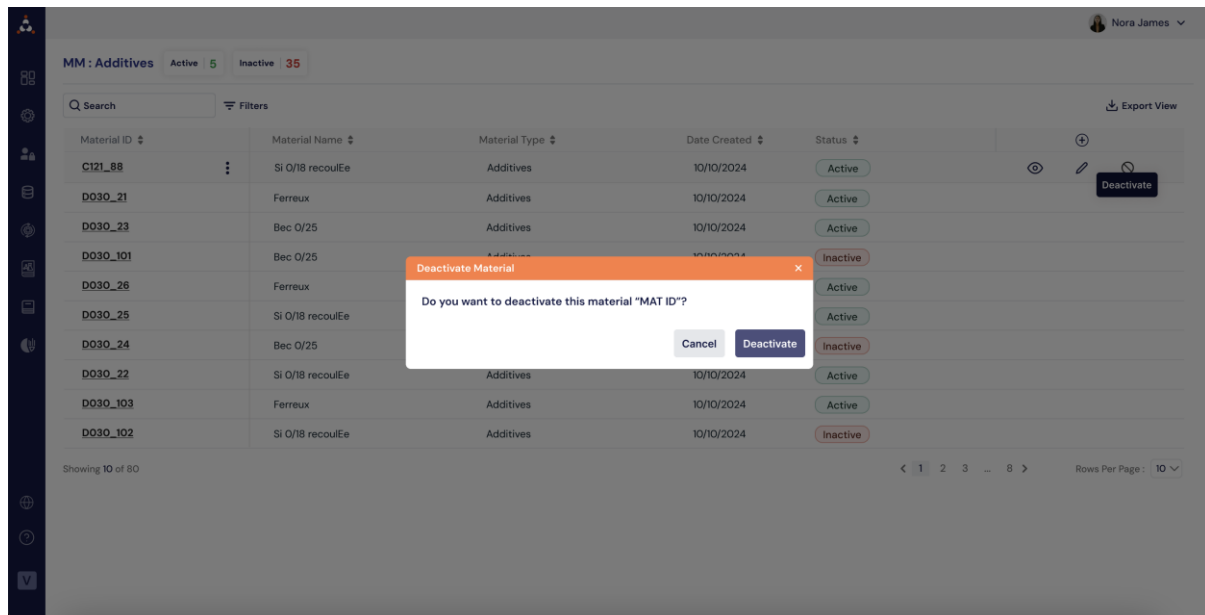 Nora James
MM : Additives Active 5 Inactive 35
Search Filters Export View
Material ID Material Name Material Type Date Created Status
C121_88 Si 0/18 recoulEe Additives 10/10/2024 Active
Deactivate
D030_21 Ferreux Additives 10/10/2024 Active
D030_23 Bec 0/25 Additives 10/10/2024 Active
D030_101 Bec 0/25 Additives 10/10/2024 Inactive
Deactivate Material
D030_26 Ferreux Active
Do you want to deactivate this material “MAT ID”?
D030_25 Si 0/18 recoulEe Active
Cancel Deactivate
D030_24 Bec 0/25 Inactive
D030_22 Si 0/18 recoulEe Additives 10/10/2024 Active
D030_103 Ferreux Additives 10/10/2024 Active
D030_102 Si 0/18 recoulEe Additives 10/10/2024 Inactive
Showing 10 of 80 1 2 3 ... 8 Rows Per Page : 10
V